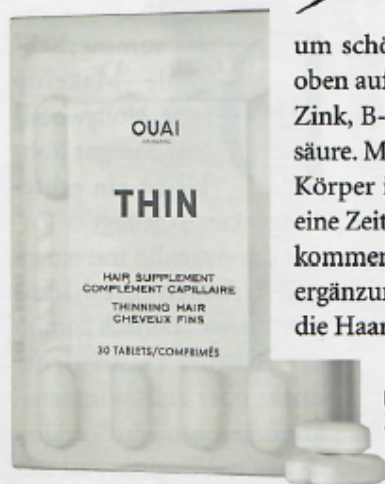 OUAI
THIN
HAIR SUPPLEMENT
COMPLÉMENT CAPILLAIRE
THINNING HAIR
CHEVEUX FINS
30 TABLETS/COMPRIMÉS
um schö
oben auf
Zink, B-
säure. M
Körper i
eine Zeit
kommen
ergänzur
die Haar